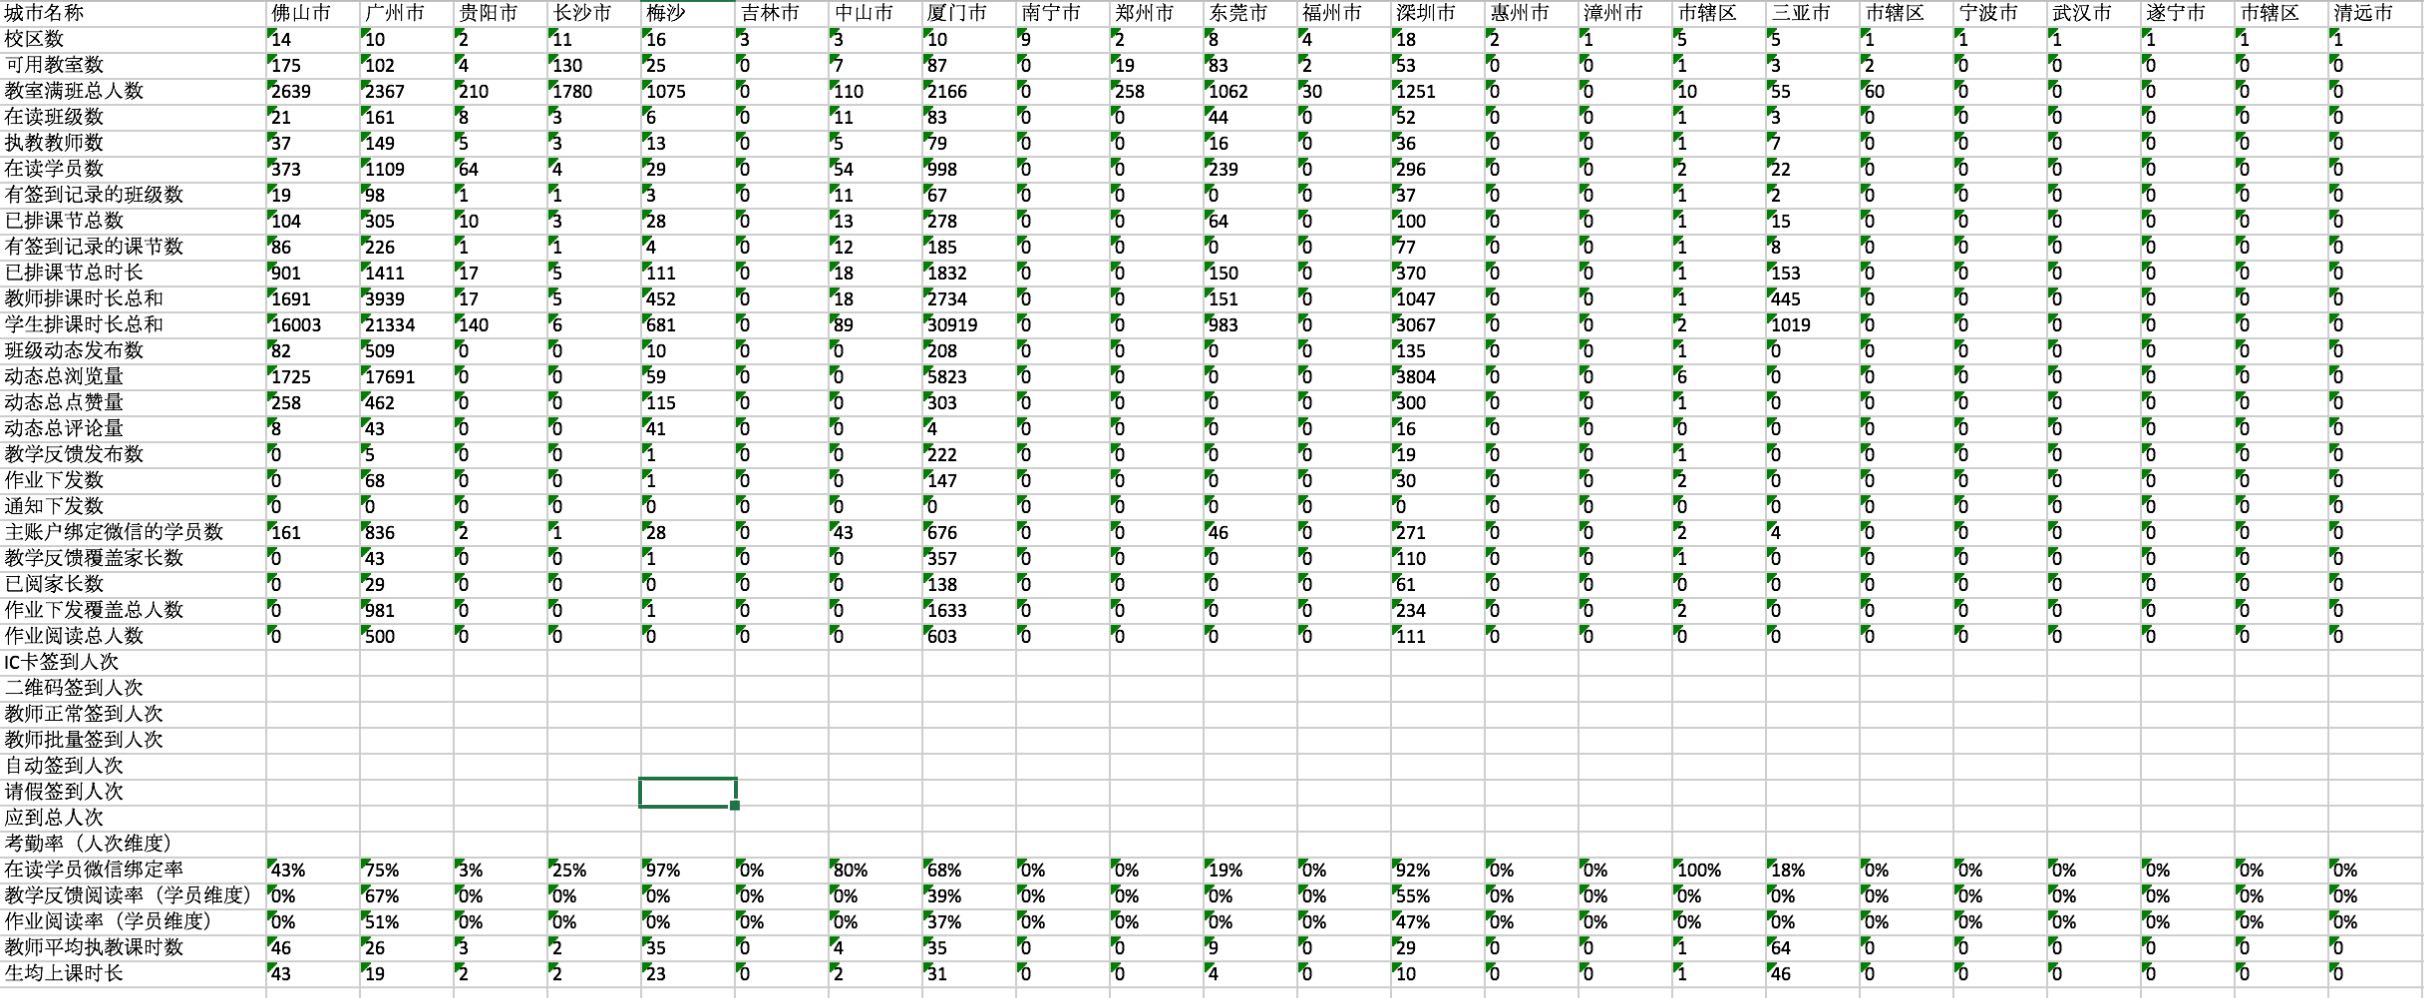 城市名称 佛山市 广州市 贵阳市 长沙市 梅沙 吉林市 中山市 厦门市 南宁市 郑州市 东莞市 福州市 深圳市 惠州市 漳州市 市辖区 三亚市 市辖区 宁波市 武汉市 遂宁市 市辖区 清远市
校区数 14 10 2 11 16 3 3 10 9 2 8 4 18 2 1 5 5 1 1 1 1 1 1
可用教室数 175 102 4 130 25 0 7 87 0 19 83 2 53 0 0 1 3 2 0 0 0 0 0
教室满班总人数 2639 2367 210 1780 1075 0 110 2166 0 258 1062 30 1251 0 0 10 55 60 0 0 0 0 0
在读班级数 21 161 8 3 6 0 11 83 0 0 44 0 52 0 0 1 3 0 0 0 0 0 0
执教教师数 37 149 5 3 13 0 5 79 0 0 16 0 36 0 0 1 7 0 0 0 0 0 0
在读学员数 373 1109 64 4 29 0 54 998 0 0 239 0 296 0 0 2 22 0 0 0 0 0 0
有签到记录的班级数 19 98 1 1 3 0 11 67 0 0 0 0 37 0 0 1 2 0 0 0 0 0 0
已排课节总数 104 305 10 3 28 0 13 278 0 0 64 0 100 0 0 1 15 0 0 0 0 0 0
有签到记录的课节数 86 226 1 1 4 0 12 185 0 0 0 0 77 0 0 1 8 0 0 0 0 0 0
已排课节总时长 901 1411 17 5 111 0 18 1832 0 0 150 0 370 0 0 1 153 0 0 0 0 0 0
教师排课时长总和 1691 3939 17 5 452 0 18 2734 0 0 151 0 1047 0 0 1 445 0 0 0 0 0 0
学生排课时长总和 16003 21334 140 6 681 0 89 30919 0 0 983 0 3067 0 0 2 1019 0 0 0 0 0 0
班级动态发布数 82 509 0 0 10 0 0 208 0 0 0 0 135 0 0 1 0 0 0 0 0 0 0
动态总浏览量 1725 17691 0 0 59 0 0 5823 0 0 0 0 3804 0 0 6 0 0 0 0 0 0 0
动态总点赞量 258 462 0 0 115 0 0 303 0 0 0 0 300 0 0 1 0 0 0 0 0 0 0
动态总评论量 8 43 0 0 41 0 0 4 0 0 0 0 16 0 0 0 0 0 0 0 0 0 0
教学反馈发布数 0 5 0 0 1 0 0 222 0 0 0 0 19 0 0 1 0 0 0 0 0 0 0
作业下发数 0 68 0 0 1 0 0 147 0 0 0 0 30 0 0 2 0 0 0 0 0 0 0
通知下发数 0 0 0 0 0 0 0 0 0 0 0 0 0 0 0 0 0 0 0 0 0 0 0
主账户绑定微信的学员数 161 836 2 1 28 0 43 676 0 0 46 0 271 0 0 2 4 0 0 0 0 0 0
教学反馈覆盖家长数 0 43 0 0 1 0 0 357 0 0 0 0 110 0 0 1 0 0 0 0 0 0 0
已阅家长数 0 29 0 0 0 0 0 138 0 0 0 0 61 0 0 0 0 0 0 0 0 0 0
作业下发覆盖总人数 0 981 0 0 1 0 0 1633 0 0 0 0 234 0 0 2 0 0 0 0 0 0 0
作业阅读总人数 0 500 0 0 0 0 0 603 0 0 0 0 111 0 0 0 0 0 0 0 0 0 0
IC卡签到人次
二维码签到人次
教师正常签到人次
教师批量签到人次
自动签到人次
请假签到人次
应到总人次
考勤率（人次维度）
在读学员微信绑定率 43% 75% 3% 25% 97% 0% 80% 68% 0% 0% 19% 0% 92% 0% 0% 100% 18% 0% 0% 0% 0% 0% 0%
教学反馈阅读率（学员维度） 0% 67% 0% 0% 0% 0% 0% 39% 0% 0% 0% 0% 55% 0% 0% 0% 0% 0% 0% 0% 0% 0% 0%
作业阅读率（学员维度） 0% 51% 0% 0% 0% 0% 0% 37% 0% 0% 0% 0% 47% 0% 0% 0% 0% 0% 0% 0% 0% 0% 0%
教师平均执教课时数 46 26 3 2 35 0 4 35 0 0 9 0 29 0 0 1 64 0 0 0 0 0 0
生均上课时长 43 19 2 2 23 0 2 31 0 0 4 0 10 0 0 1 46 0 0 0 0 0 0